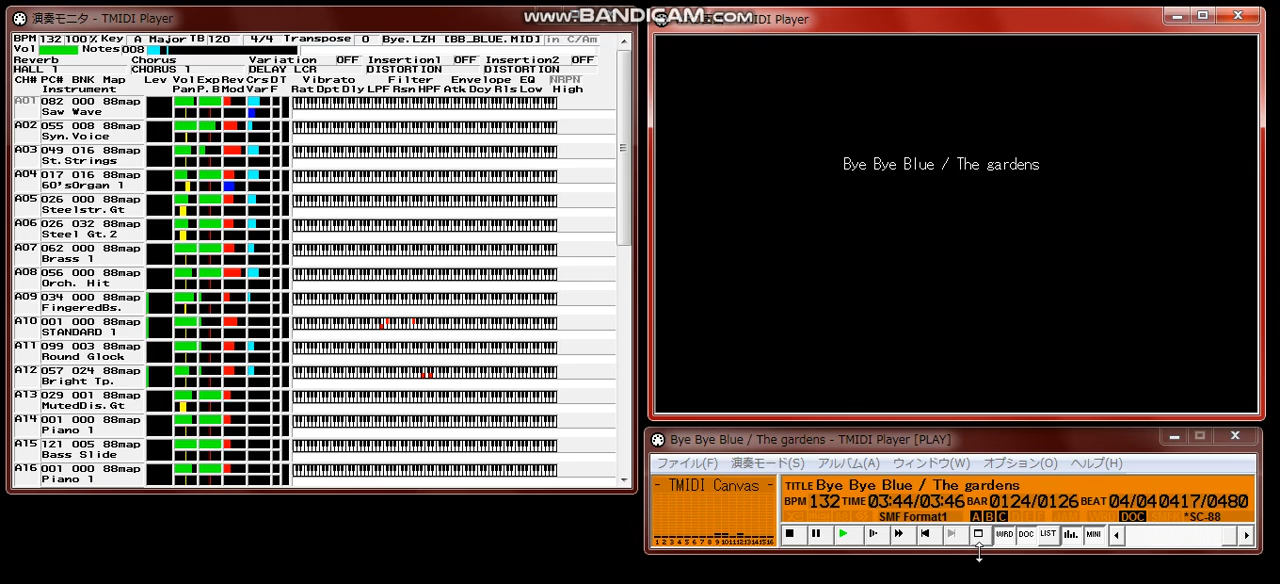 演奏モニタ - TMIDI Player
www.BANDICAM.com
TMIDI Player
BPM 132 100% Key A Major TB 120 4/4 Transpose 0 Bye.LZH [BB_BLUE.MID] in C/Am
Vol Notes 008
Reverb Chorus Variation OFF Insertion1 OFF Insertion2 OFF
HALL 1 CHORUS 1 DELAY LCR DISTORTION DISTORTION
CH# PC# BNK Map Lev Vol Exp Rev Crs DT Vibrato Filter Envelope EQ NRPN
Instrument Pan P.B Mod Var F Rat Dpt Dly LPF Rsn HPF Atk Dcy Rls Low High
A01 082 000 88map
Saw Wave
A02 055 008 88map
Syn.Voice
A03 049 016 88map
St.Strings
A04 017 016 88map
60'sOrgan 1
A05 026 000 88map
Steelstr.Gt
A06 026 032 88map
Steel Gt.2
A07 062 000 88map
Brass 1
A08 056 000 88map
Orch. Hit
A09 034 000 88map
FingeredBs.
A10 001 000 88map
STANDARD 1
A11 099 003 88map
Round Glock
A12 057 024 88map
Bright Tp.
A13 029 001 88map
MutedDis.Gt
A14 001 000 88map
Piano 1
A15 121 005 88map
Bass Slide
A16 001 000 88map
Piano 1
Bye Bye Blue / The gardens
Bye Bye Blue / The gardens - TMIDI Player [PLAY]
ファイル(F) 演奏モード(S) アルバム(A) ウィンドウ(W) オプション(O) ヘルプ(H)
- TMIDI Canvas -
1 2 3 4 5 6 7 8 9 10 11 12 13 14 15 16
TITLE Bye Bye Blue / The gardens
BPM 132 TIME 03:44/03:46 BAR 0124/0126 BEAT 04/04 0417/0480
SMF Format1 A B C DOC *SC-88
WRD DOC LIST MINI